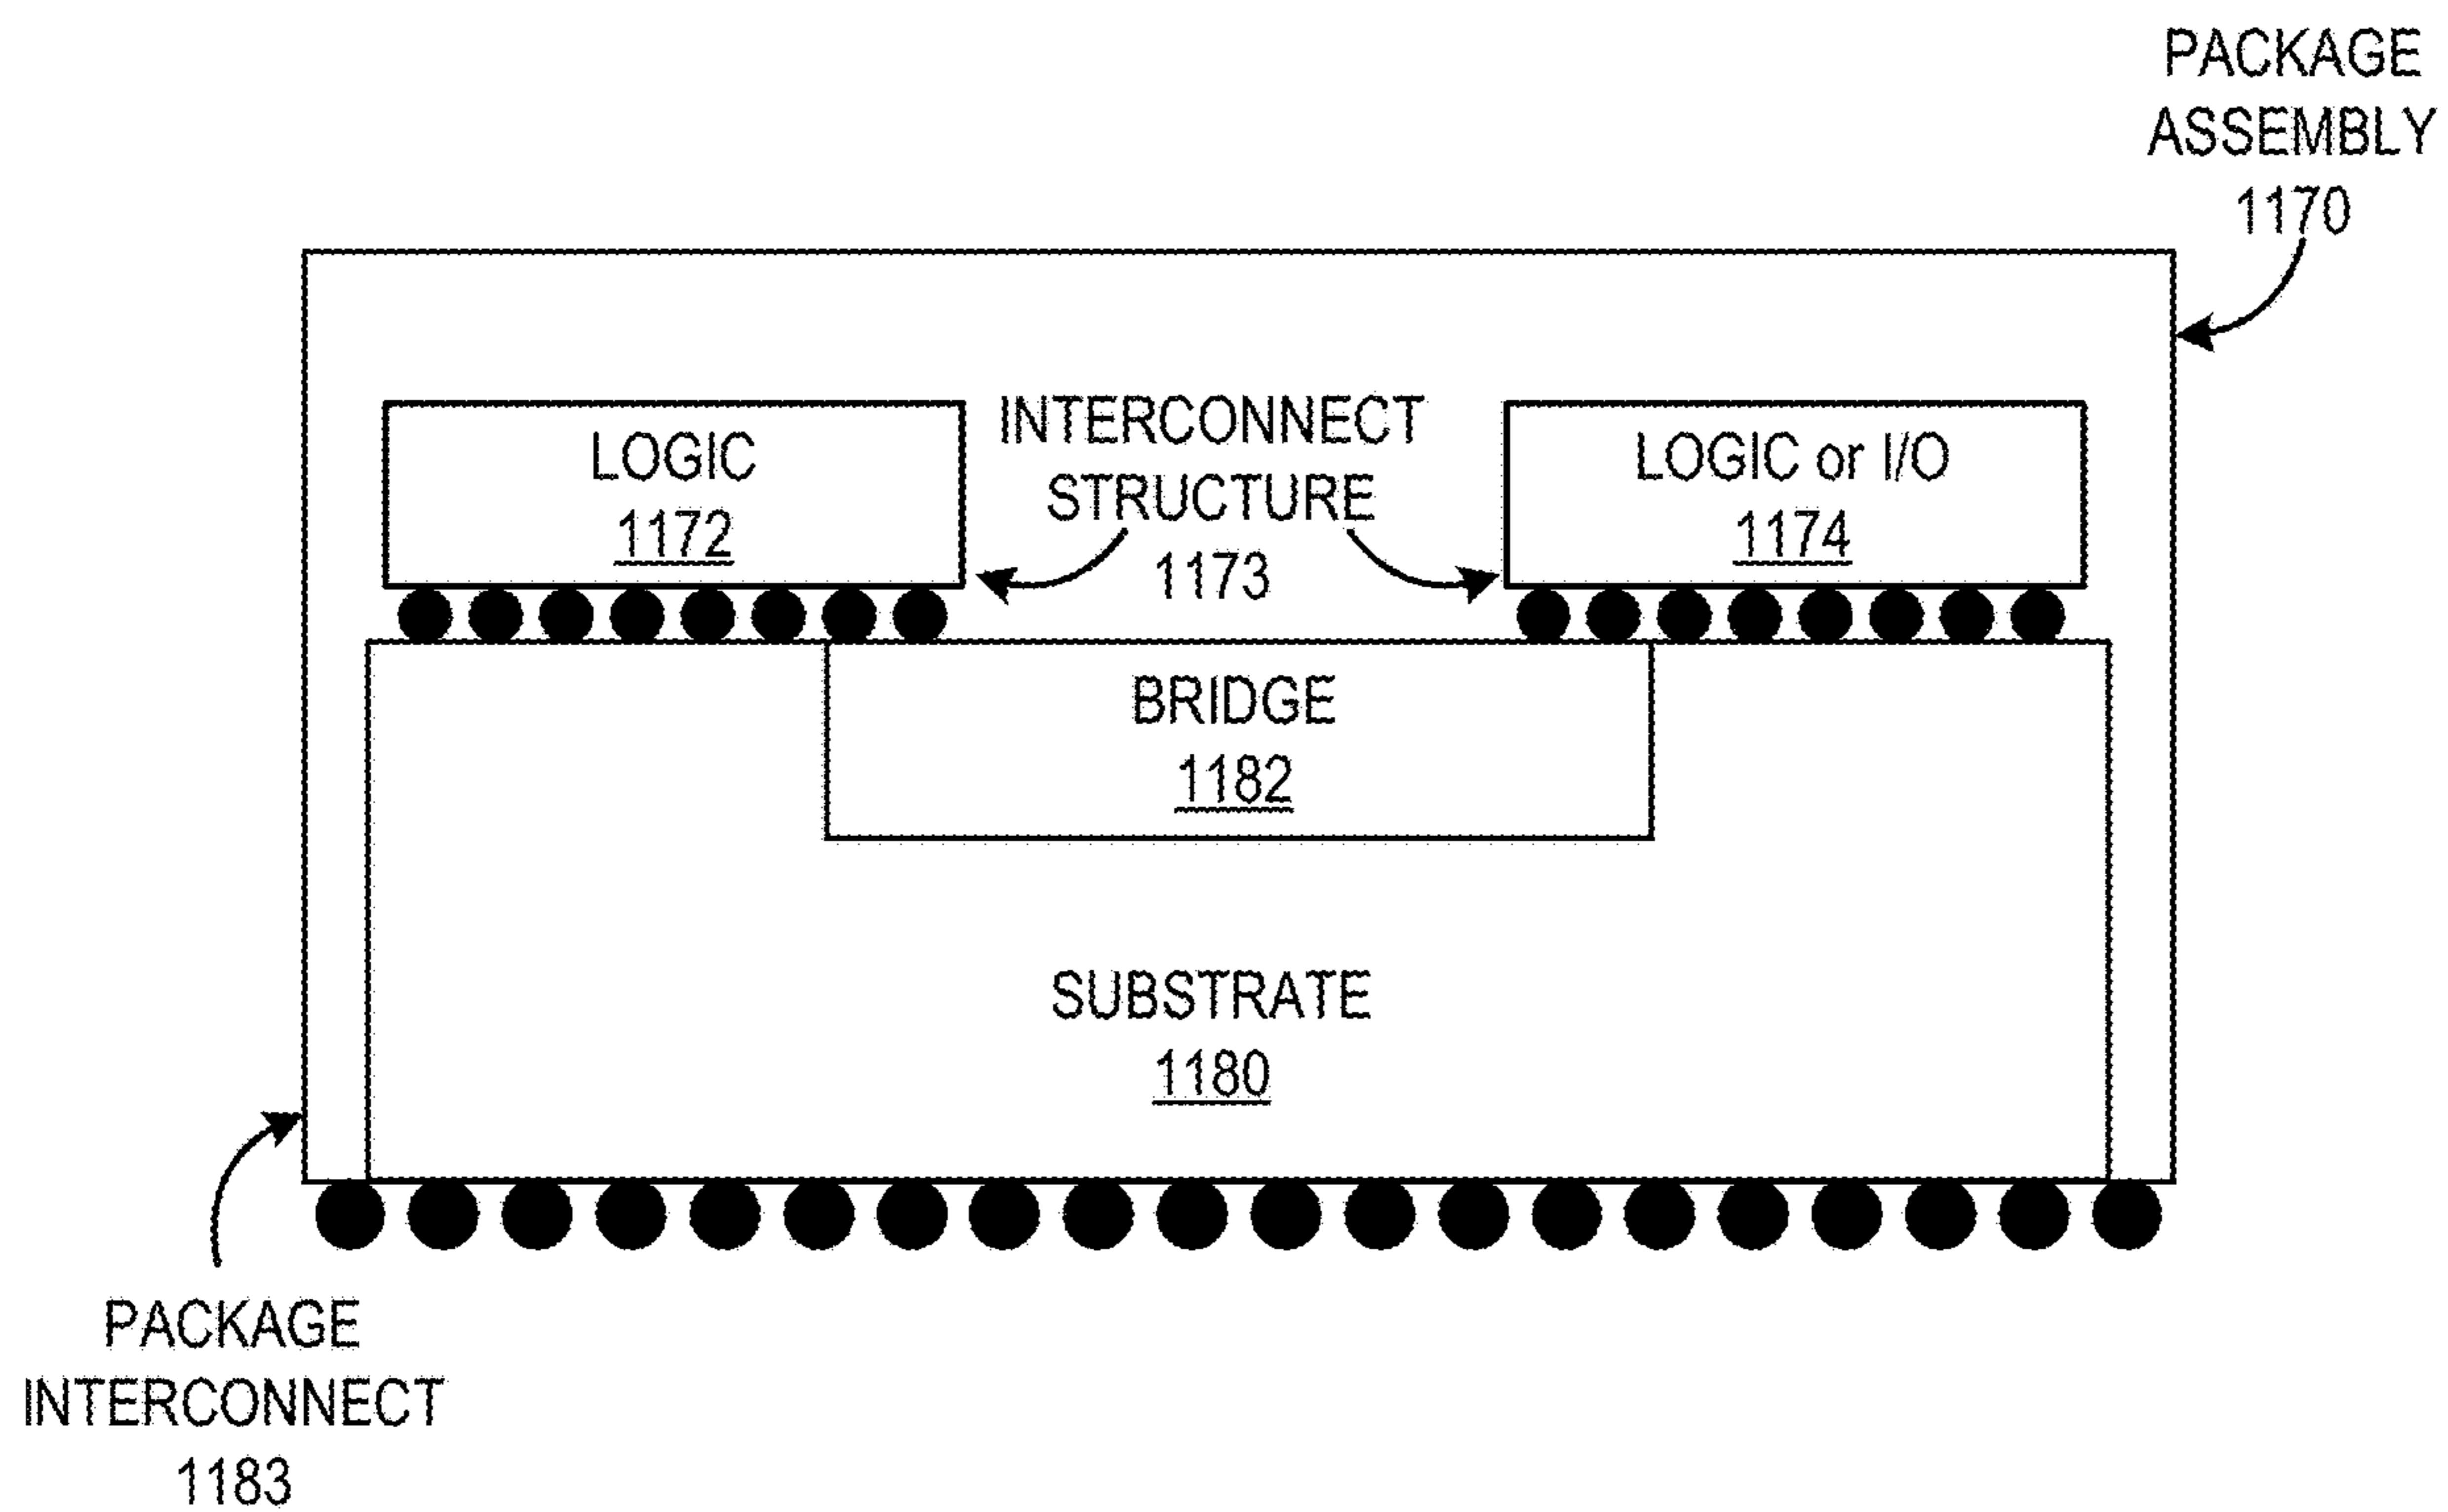 PACKAGE
ASSEMBLY
1170
LOGIC
1172
INTERCONNECT
STRUCTURE
1173
LOGIC or I/O
1174
BRIDGE
1182
SUBSTRATE
1180
PACKAGE
INTERCONNECT
1183